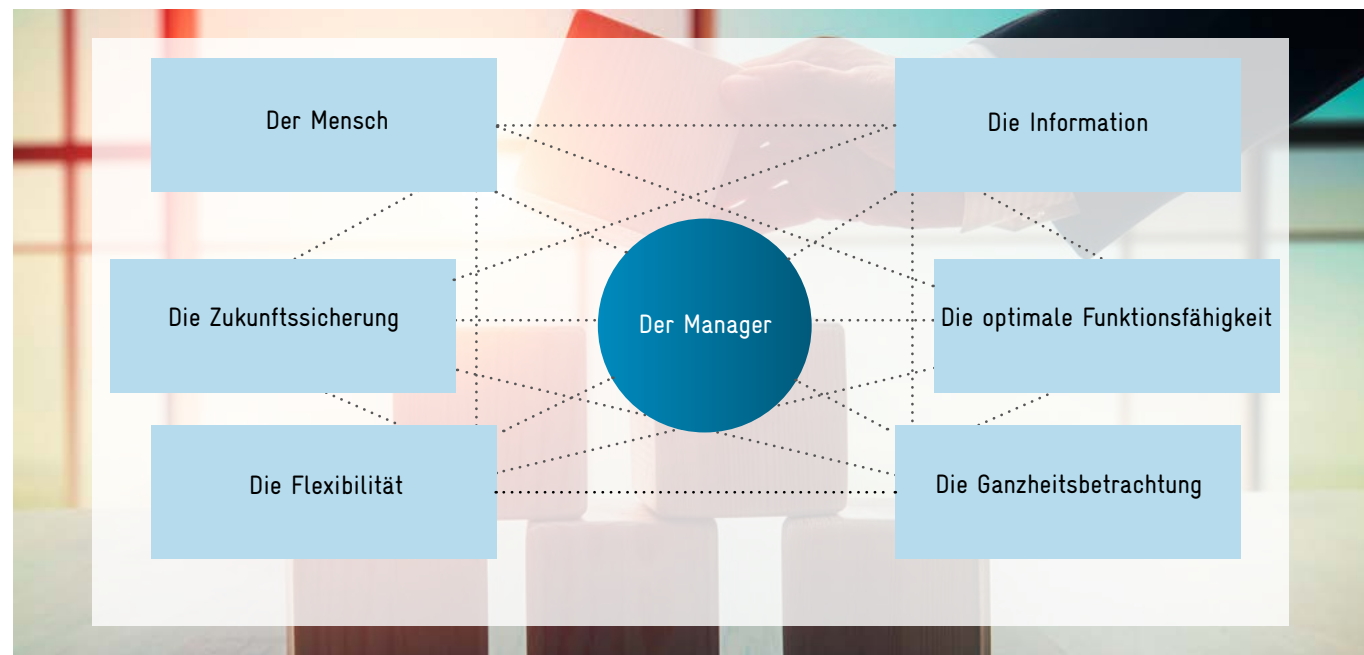 Der Mensch
Die Information
Die Zukunftssicherung
Der Manager
Die optimale Funktionsfähigkeit
Die Flexibilität
Die Ganzheitsbetrachtung